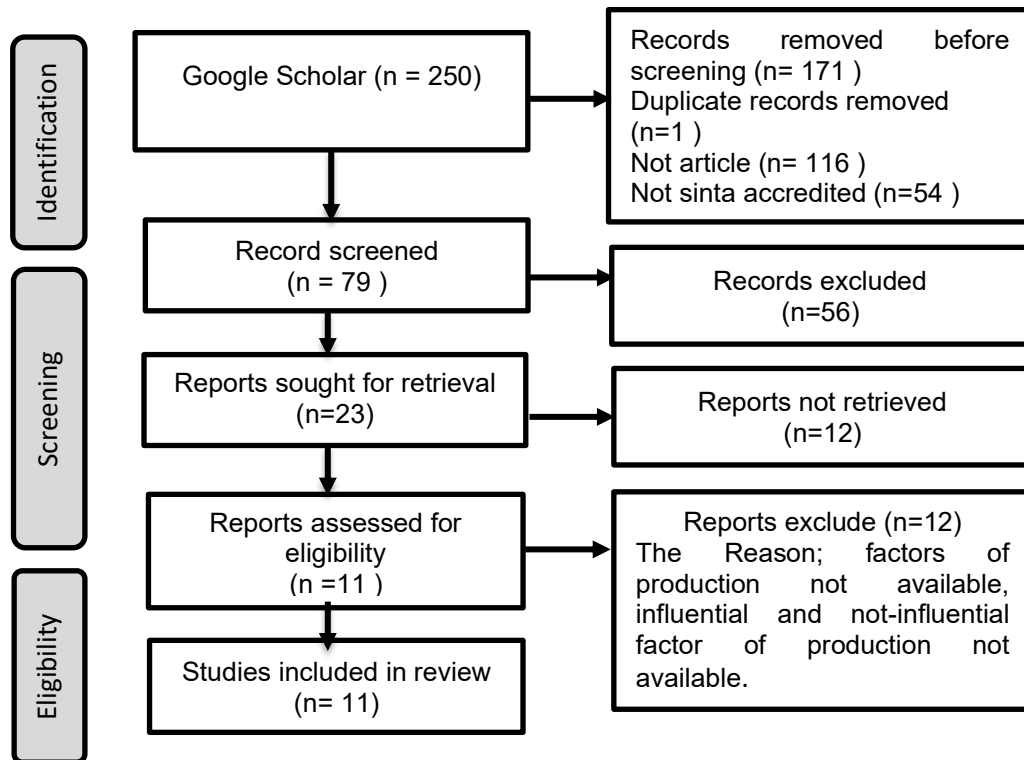 Identification
Google Scholar (n = 250)
Records removed before
screening (n= 171 )
Duplicate records removed
(n=1 )
Not article (n= 116 )
Not sinta accredited (n=54 )
Record screened
(n = 79 )
Records excluded
(n=56)
Screening
Reports sought for retrieval
(n=23)
Reports not retrieved
(n=12)
Reports assessed for
eligibility
(n =11 )
Reports exclude (n=12)
The Reason; factors of
production not available,
influential and not-influential
factor of production not
available.
Eligibility
Studies included in review
(n= 11)